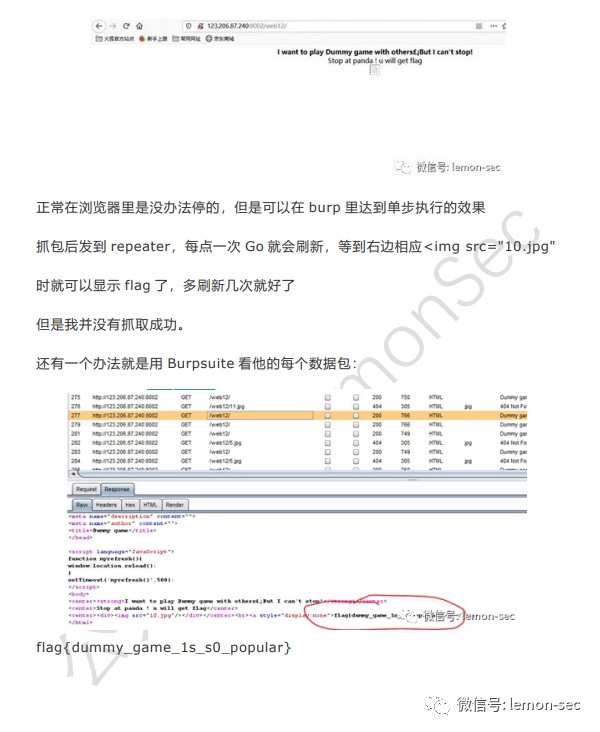 123.206.87.240:8002/web12/
火狐官方站点 新手上路 常用网址 京东商城
I want to play Dummy game with others£¡But I can't stop!
Stop at panda ! u will get flag
微信号: lemon-sec
正常在浏览器里是没办法停的，但是可以在 burp 里达到单步执行的效果
抓包后发到 repeater，每点一次 Go 就会刷新，等到右边相应<img src="10.jpg"
时就可以显示 flag 了，多刷新几次就好了
但是我并没有抓取成功。
还有一个办法就是用 Burpsuite 看他的每个数据包：
275 http://123.206.87.240:8002 GET /web12/ 200 750 HTML Dummy gam
276 http://123.206.87.240:8002 GET /web12/11.jpg 404 305 HTML jpg 404 Not Fo
277 http://123.206.87.240:8002 GET /web12/ 200 766 HTML Dummy gan
279 http://123.206.87.240:8002 GET /web12/ 200 766 HTML Dummy gan
281 http://123.206.87.240:8002 GET /web12/ 200 749 HTML Dummy gan
282 http://123.206.87.240:8002 GET /web12/5.jpg 404 305 HTML jpg 404 Not Fo
283 http://123.206.87.240:8002 GET /web12/ 200 749 HTML Dummy gan
284 http://123.206.87.240:8002 GET /web12/5.jpg 404 305 HTML jpg 404 Not Fo
Request Response
Raw Headers Hex HTML Render
<meta name="description" content="">
<meta name="author" content="">
<title>Dummy game</title>
</head>
<script language="JavaScript">
function myrefresh(){
window.location.reload();
}
setTimeout('myrefresh()',500);
</script>
<body>
<center><strong>I want to play Dummy game with others£¡But I can't stop!</strong></center>
<center>Stop at panda ! u will get flag</center>
<center><div><img src="10.jpg"/></div></center><br><a style="display:none">flag{dummy_game_1s_
</html>
微信号: lemon-sec
flag{dummy_game_1s_s0_popular}
微信号: lemon-sec